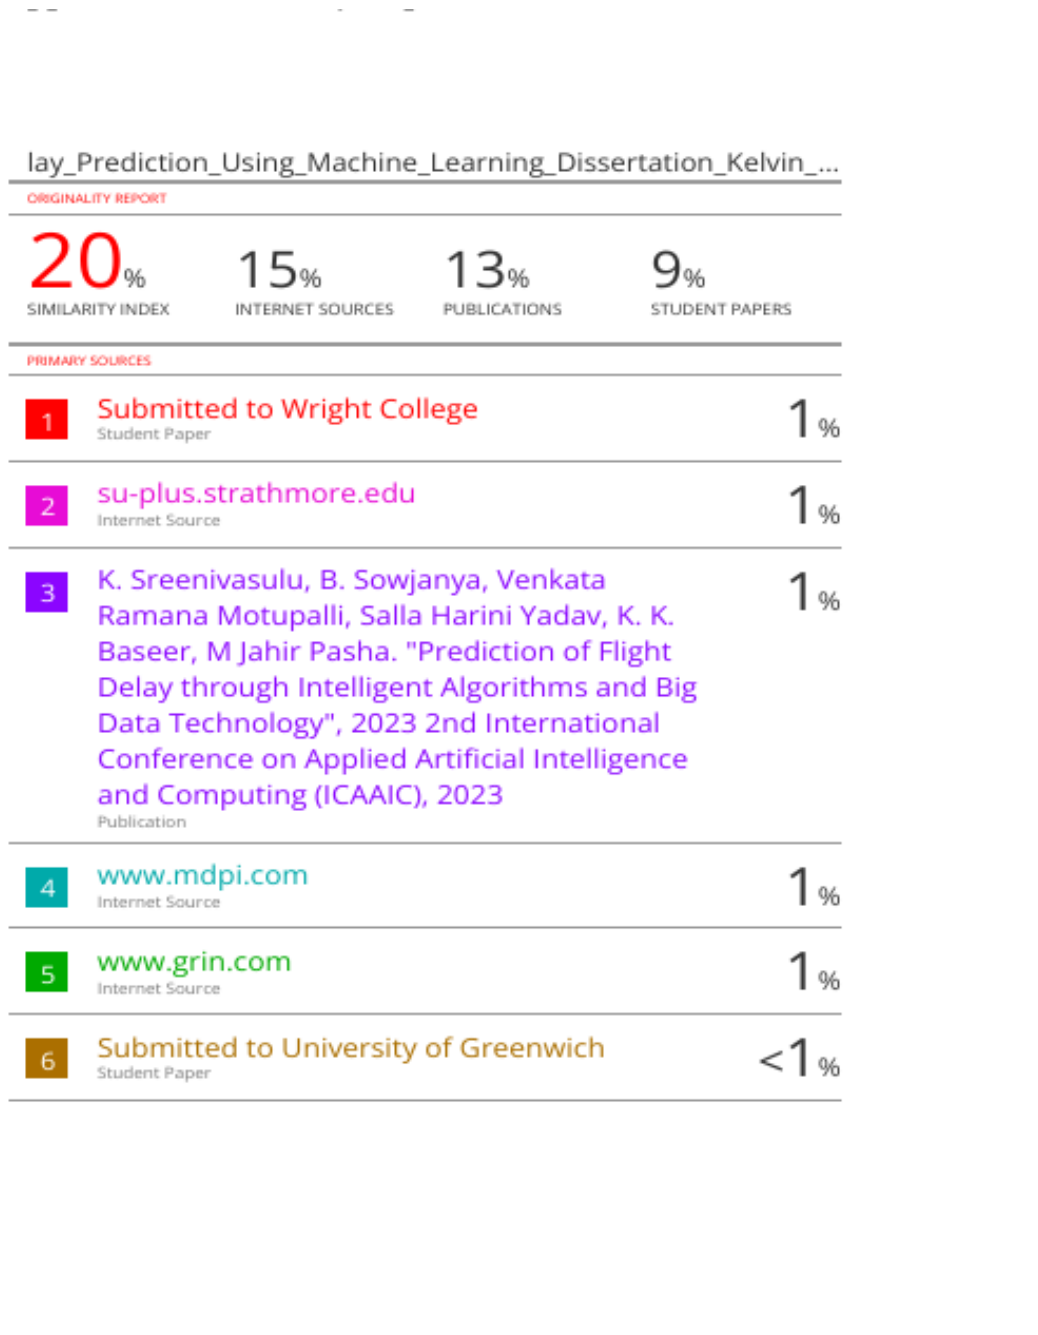 lay_Prediction_Using_Machine_Learning_Dissertation_Kelvin_...
ORIGINALITY REPORT
20% 15% 13% 9%
SIMILARITY INDEX INTERNET SOURCES PUBLICATIONS STUDENT PAPERS
PRIMARY SOURCES
1 Submitted to Wright College 1%
Student Paper
2 su-plus.strathmore.edu 1%
Internet Source
3 K. Sreenivasulu, B. Sowjanya, Venkata 1%
Ramana Motupalli, Salla Harini Yadav, K. K.
Baseer, M Jahir Pasha. "Prediction of Flight
Delay through Intelligent Algorithms and Big
Data Technology", 2023 2nd International
Conference on Applied Artificial Intelligence
and Computing (ICAAIC), 2023
Publication
4 www.mdpi.com 1%
Internet Source
5 www.grin.com 1%
Internet Source
6 Submitted to University of Greenwich <1%
Student Paper